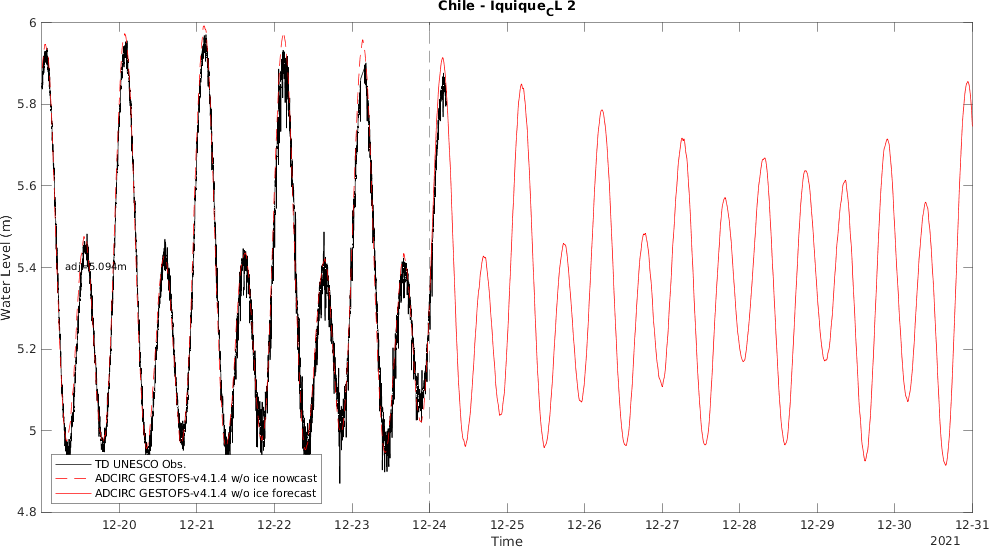 Chile - Iquique_CL 2
6
5.8
5.6
5.4
5.2
5
4.8
Water Level (m)
adj=5.094m
TD UNESCO Obs.
ADCIRC GESTOFS-v4.1.4 w/o ice nowcast
ADCIRC GESTOFS-v4.1.4 w/o ice forecast
12-20 12-21 12-22 12-23 12-24 12-25 12-26 12-27 12-28 12-29 12-30 12-31
Time
2021